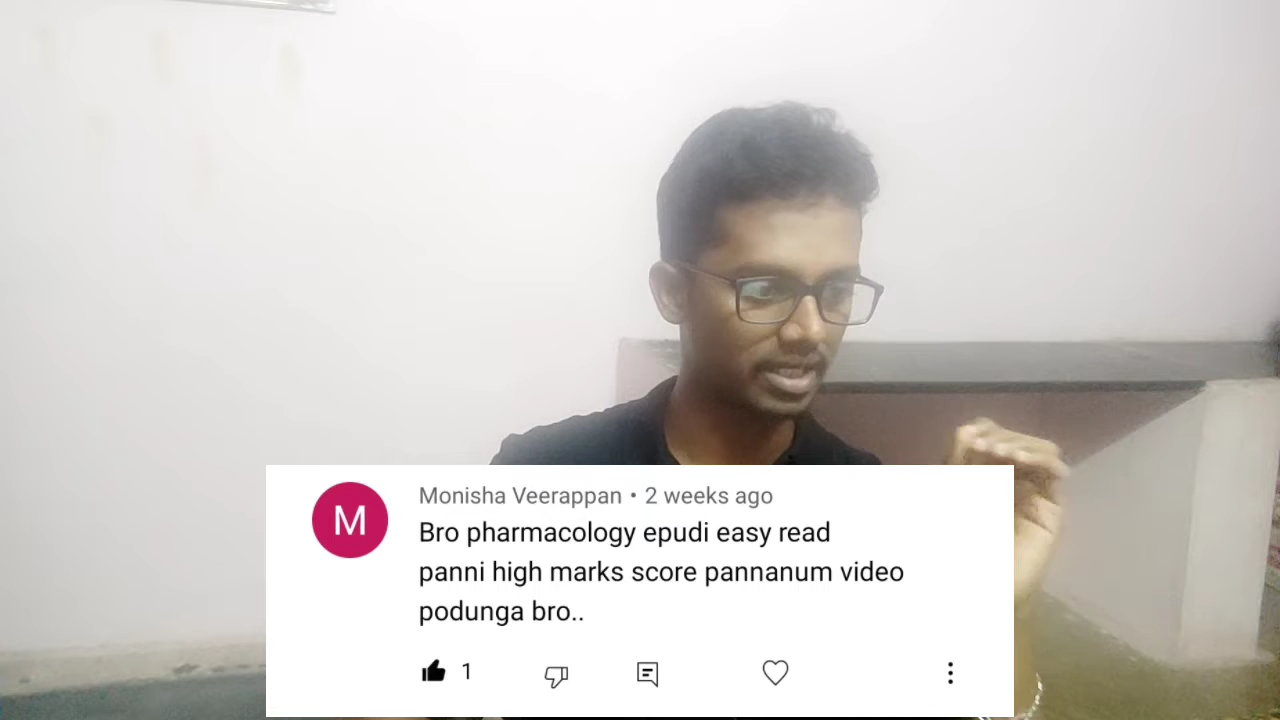 M
Monisha Veerappan • 2 weeks ago
Bro pharmacology epudi easy read
panni high marks score pannanum video
podunga bro..
1